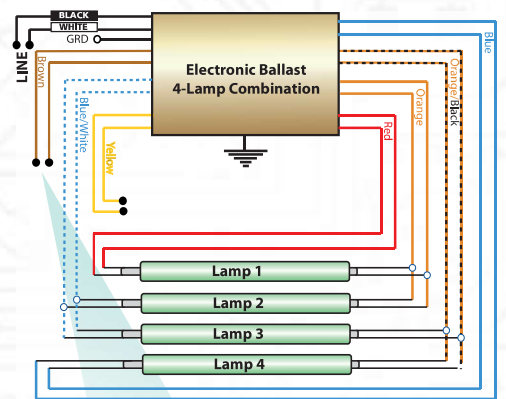 BLACK
WHITE
GRD
LINE
Brown
Blue/White
Yellow
Electronic Ballast
4-Lamp Combination
Red
Orange
Orange/Black
Blue
Lamp 1
Lamp 2
Lamp 3
Lamp 4